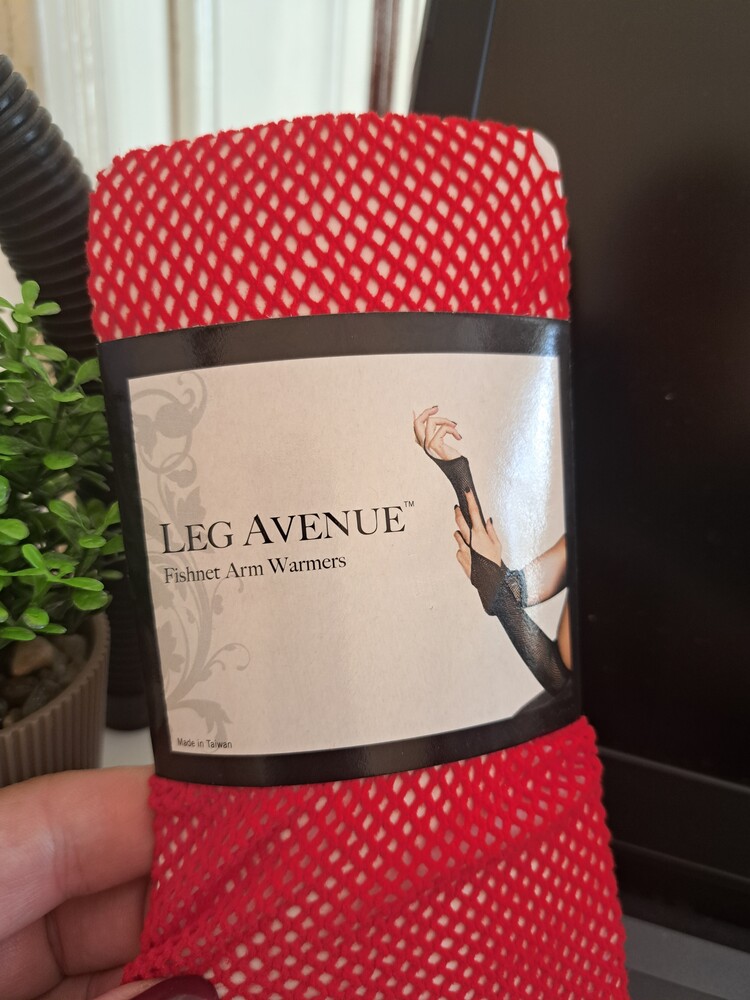 LEG AVENUE™
Fishnet Arm Warmers
Made in Taiwan